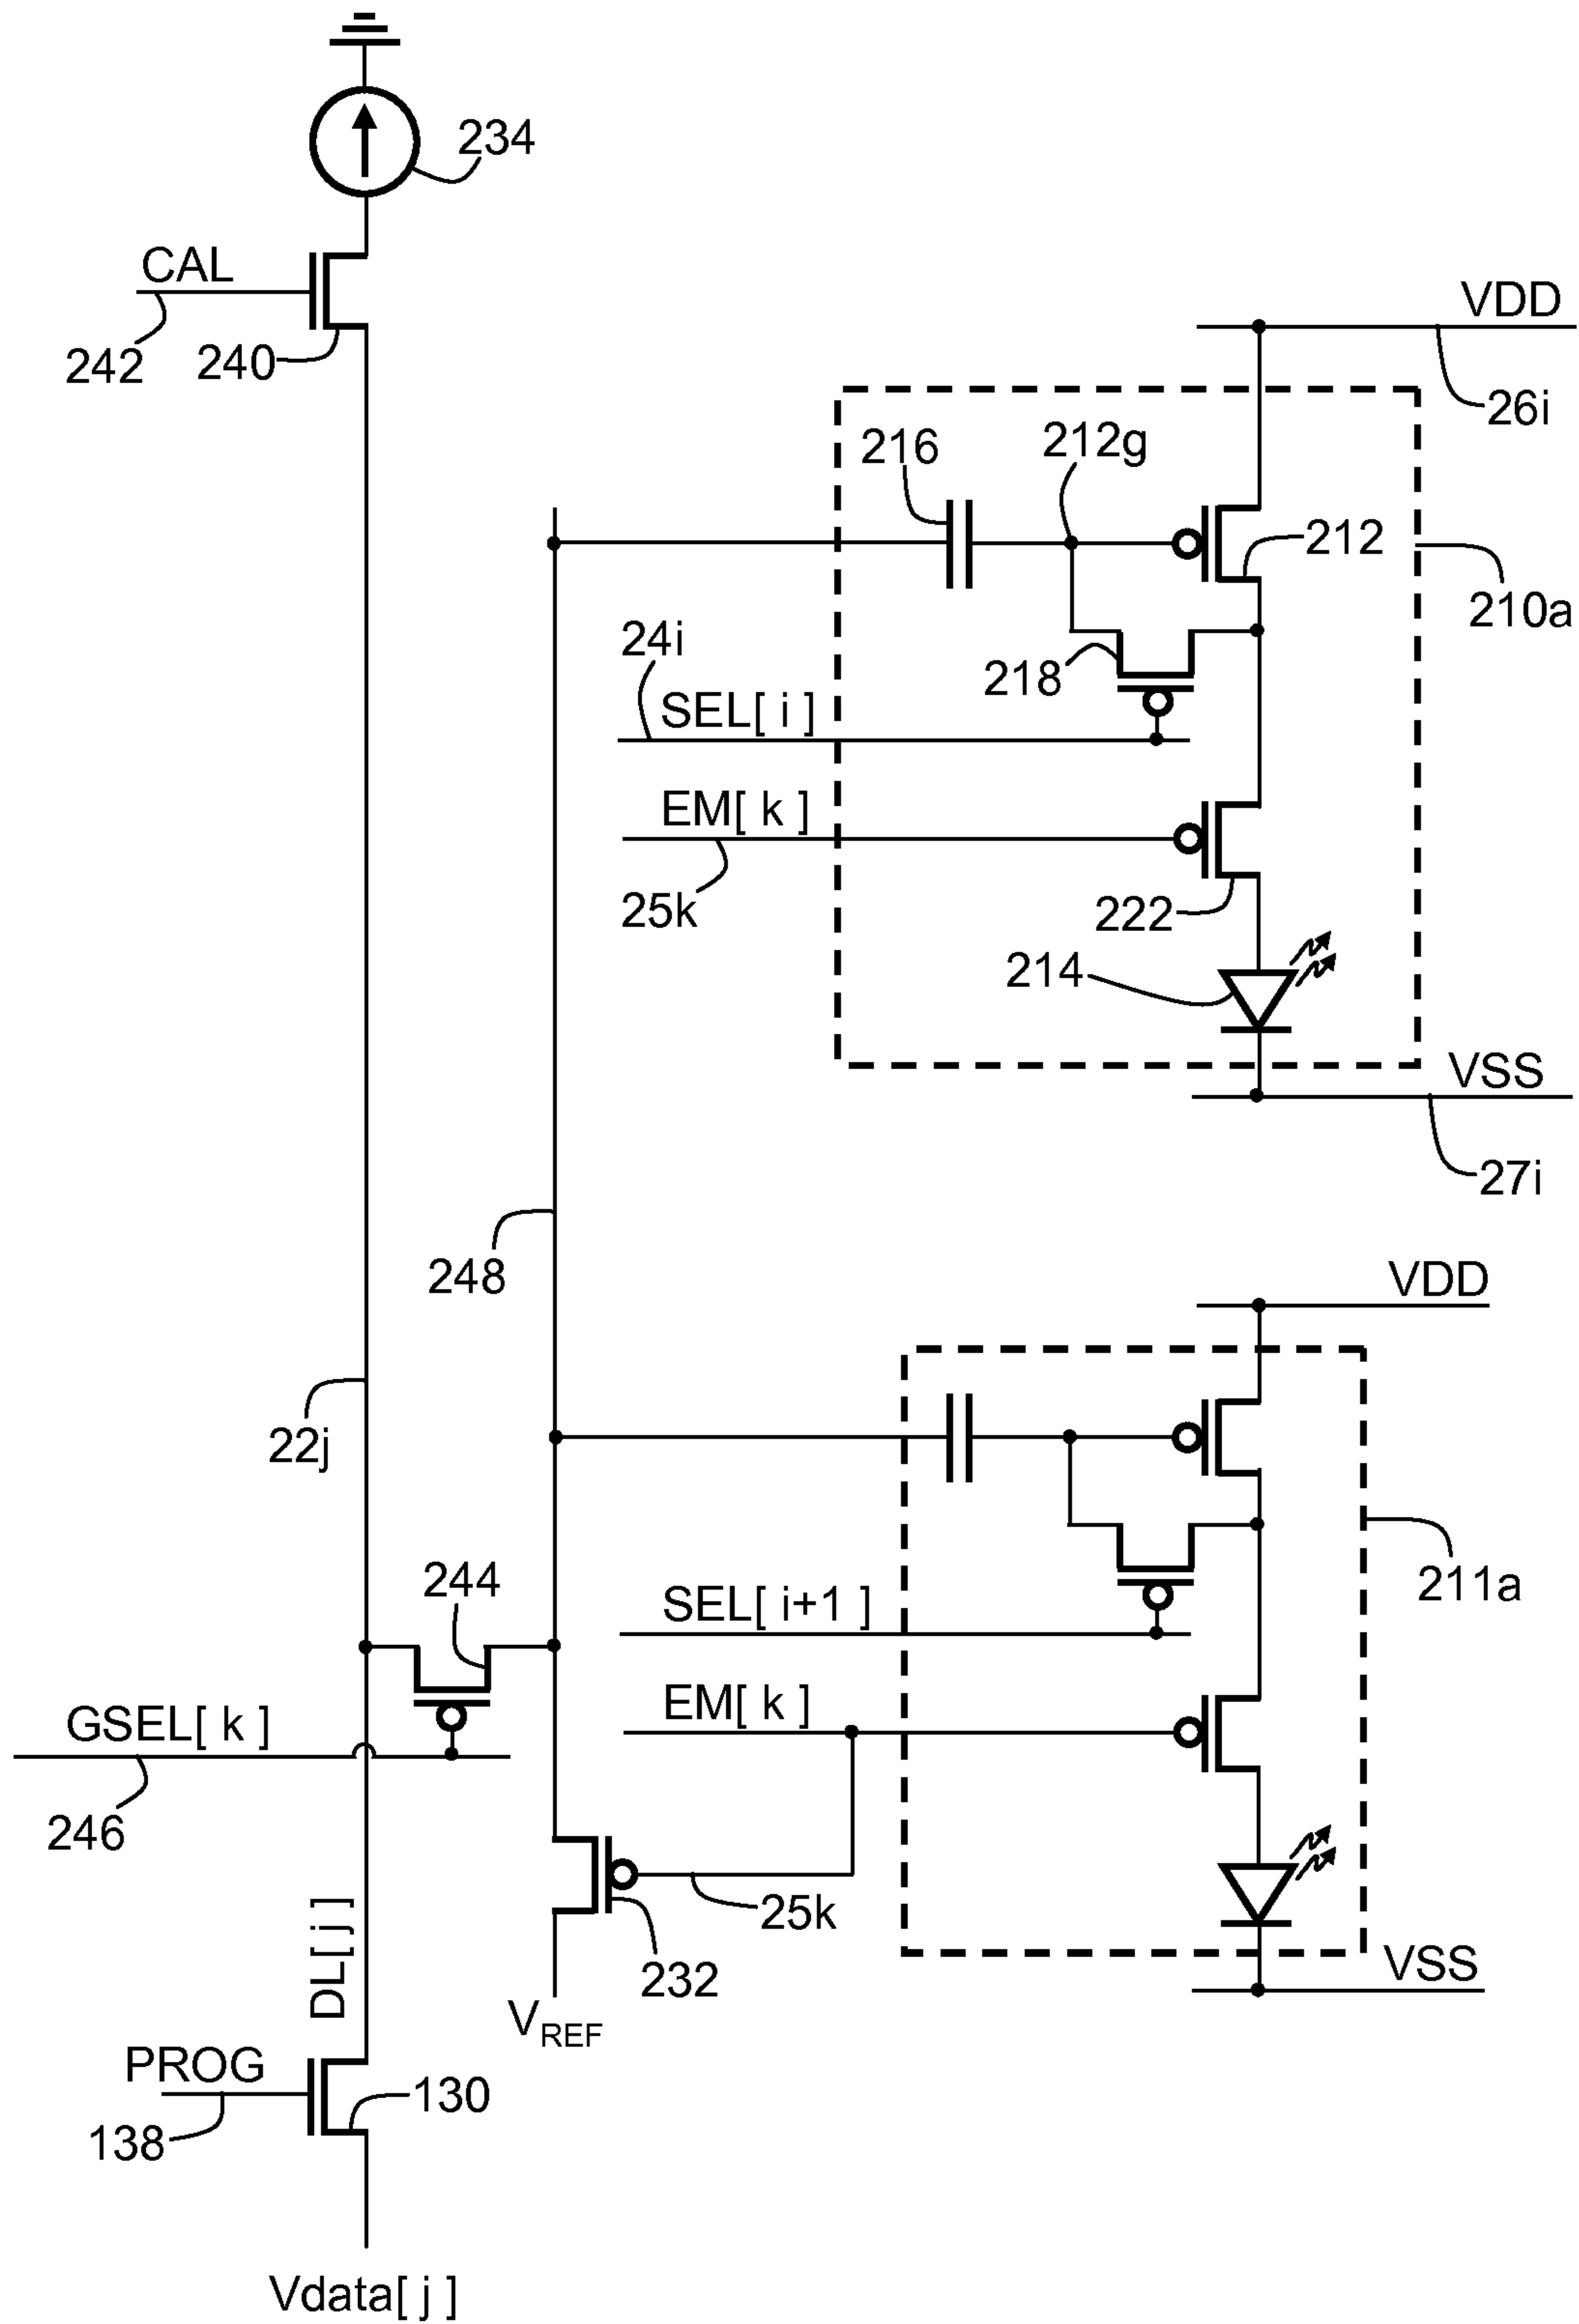 234
CAL
242
240
VDD
26i
216
212g
212
210a
24i
218
SEL[ i ]
EM[ k ]
25k
222
214
VSS
27i
248
VDD
22j
244
211a
SEL[ i+1 ]
EM[ k ]
GSEL[ k ]
246
25k
DL[ j ]
232
VSS
VREF
PROG
130
138
Vdata[ j ]